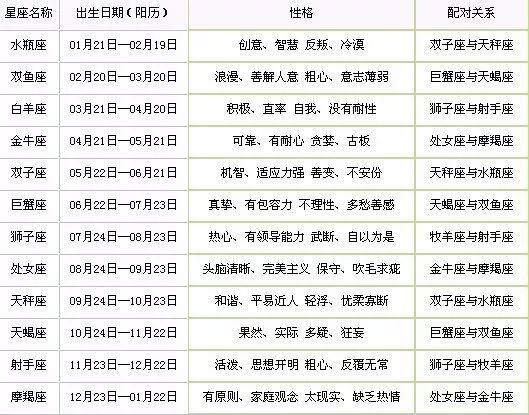 星座名称 出生日期（阳历） 性格 配对关系
水瓶座 01月21日—02月19日 创意、智慧 反叛、冷漠 双子座与天秤座
双鱼座 02月20日—03月20日 浪漫、善解人意 粗心、意志薄弱 巨蟹座与天蝎座
白羊座 03月21日—04月20日 积极、直率 自我、没有耐性 狮子座与射手座
金牛座 04月21日—05月21日 可靠、有耐心 贪婪、古板 处女座与摩羯座
双子座 05月22日—06月21日 机智、适应力强 善变、不安份 天秤座与水瓶座
巨蟹座 06月22日—07月23日 真挚、有包容力 不理性、多愁善感 天蝎座与双鱼座
狮子座 07月24日—08月23日 热心、有领导能力 武断、自以为是 牧羊座与射手座
处女座 08月24日—09月23日 头脑清晰、完美主义 保守、吹毛求疵 金牛座与摩羯座
天秤座 09月24日—10月23日 和谐、平易近人 轻浮、忧柔寡断 双子座与水瓶座
天蝎座 10月24日—11月22日 果然、实际 多疑、狂妄 巨蟹座与双鱼座
射手座 11月23日—12月22日 活泼、思想开明 粗心、反覆无常 狮子座与牧羊座
摩羯座 12月23日—01月22日 有原则、家庭观念 太现实、缺乏热情 处女座与金牛座